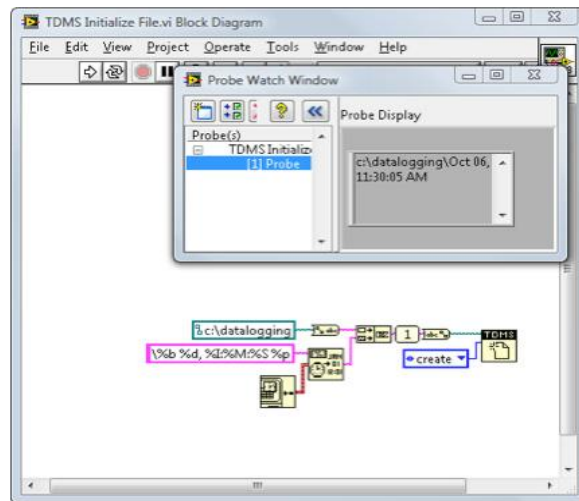 TDMS Initialize File.vi Block Diagram
File Edit View Project Operate Tools Window Help
Probe Watch Window
Probe(s)
TDMS Initializ
[1] Probe
Probe Display
c:\datalogging\Oct 06,
11:30:05 AM
c:\datalogging
\%b %d, %I:%M:%S %p
1
TDMS
create